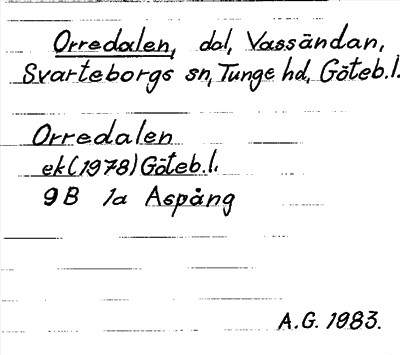 Orredalen, dal, Vassändan,
Svarteborgs sn, Tunge hd, Göteb.l.
Orredalen
ek (1978) Göteb.l.
9B 1a Aspång
A.G. 1983.